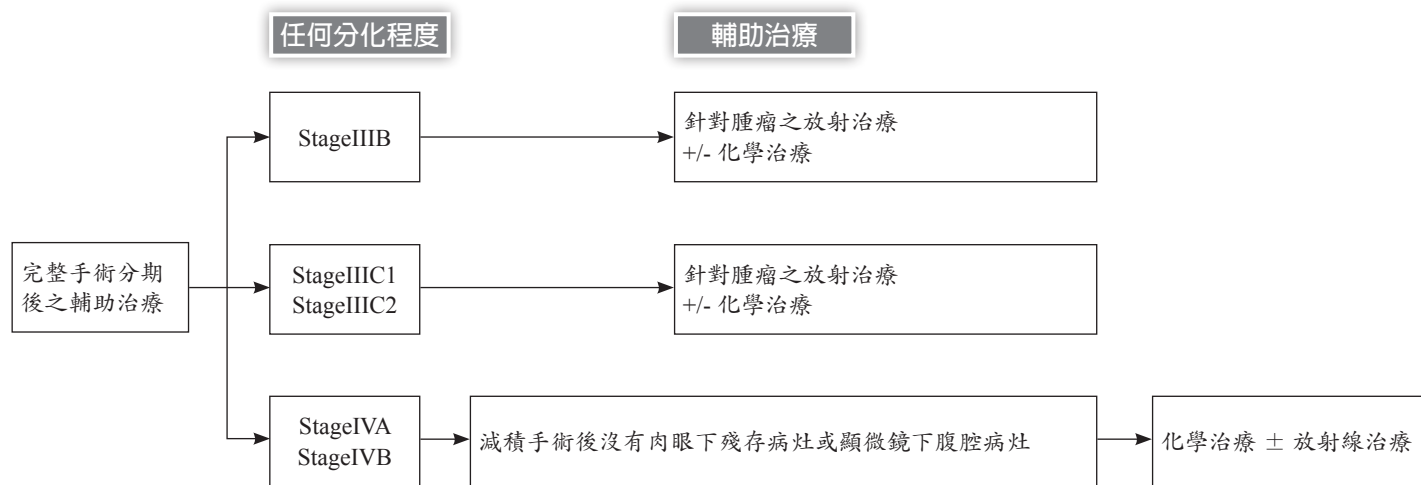 任何分化程度
輔助治療
StageIIIB
針對腫瘤之放射治療
+/- 化學治療
完整手術分期
後之輔助治療
StageIIIC1
StageIIIC2
針對腫瘤之放射治療
+/- 化學治療
StageIVA
StageIVB
減積手術後沒有肉眼下殘存病灶或顯微鏡下腹腔病灶
化學治療 ± 放射線治療